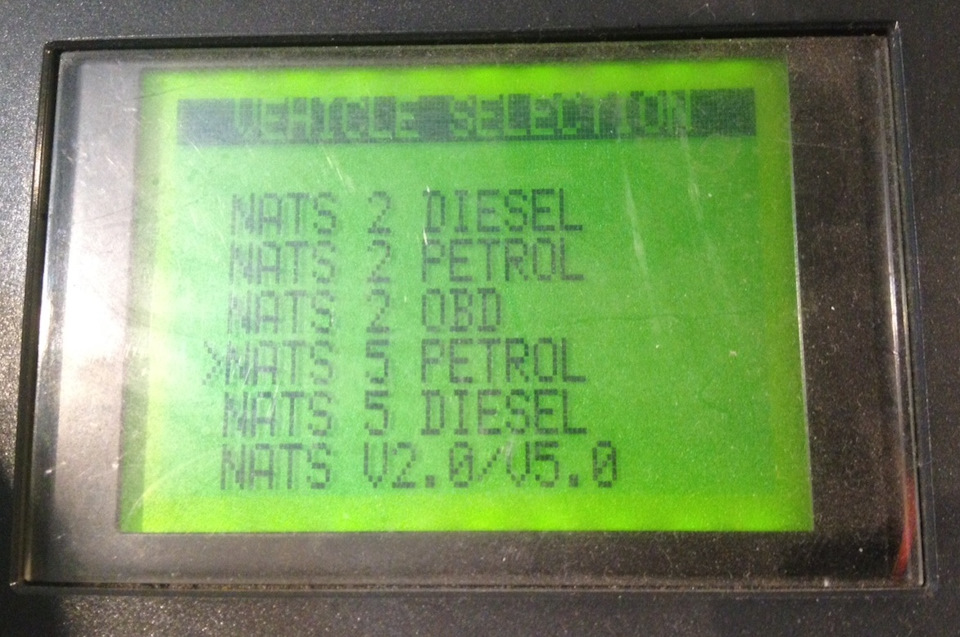 VEHICLE SELECTION
NATS 2 DIESEL
NATS 2 PETROL
NATS 2 OBD
>NATS 5 PETROL
NATS 5 DIESEL
NATS V2.0/V5.0